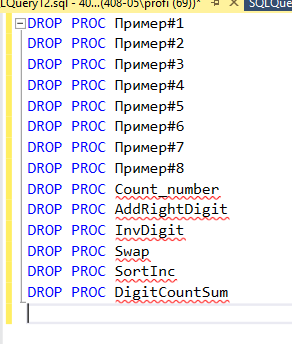 LQuery12.sql - 40...(408-05\profi (69))*
SQLQue
DROP PROC Пример#1
DROP PROC Пример#2
DROP PROC Пример#3
DROP PROC Пример#4
DROP PROC Пример#5
DROP PROC Пример#6
DROP PROC Пример#7
DROP PROC Пример#8
DROP PROC Count_number
DROP PROC AddRightDigit
DROP PROC InvDigit
DROP PROC Swap
DROP PROC SortInc
DROP PROC DigitCountSum